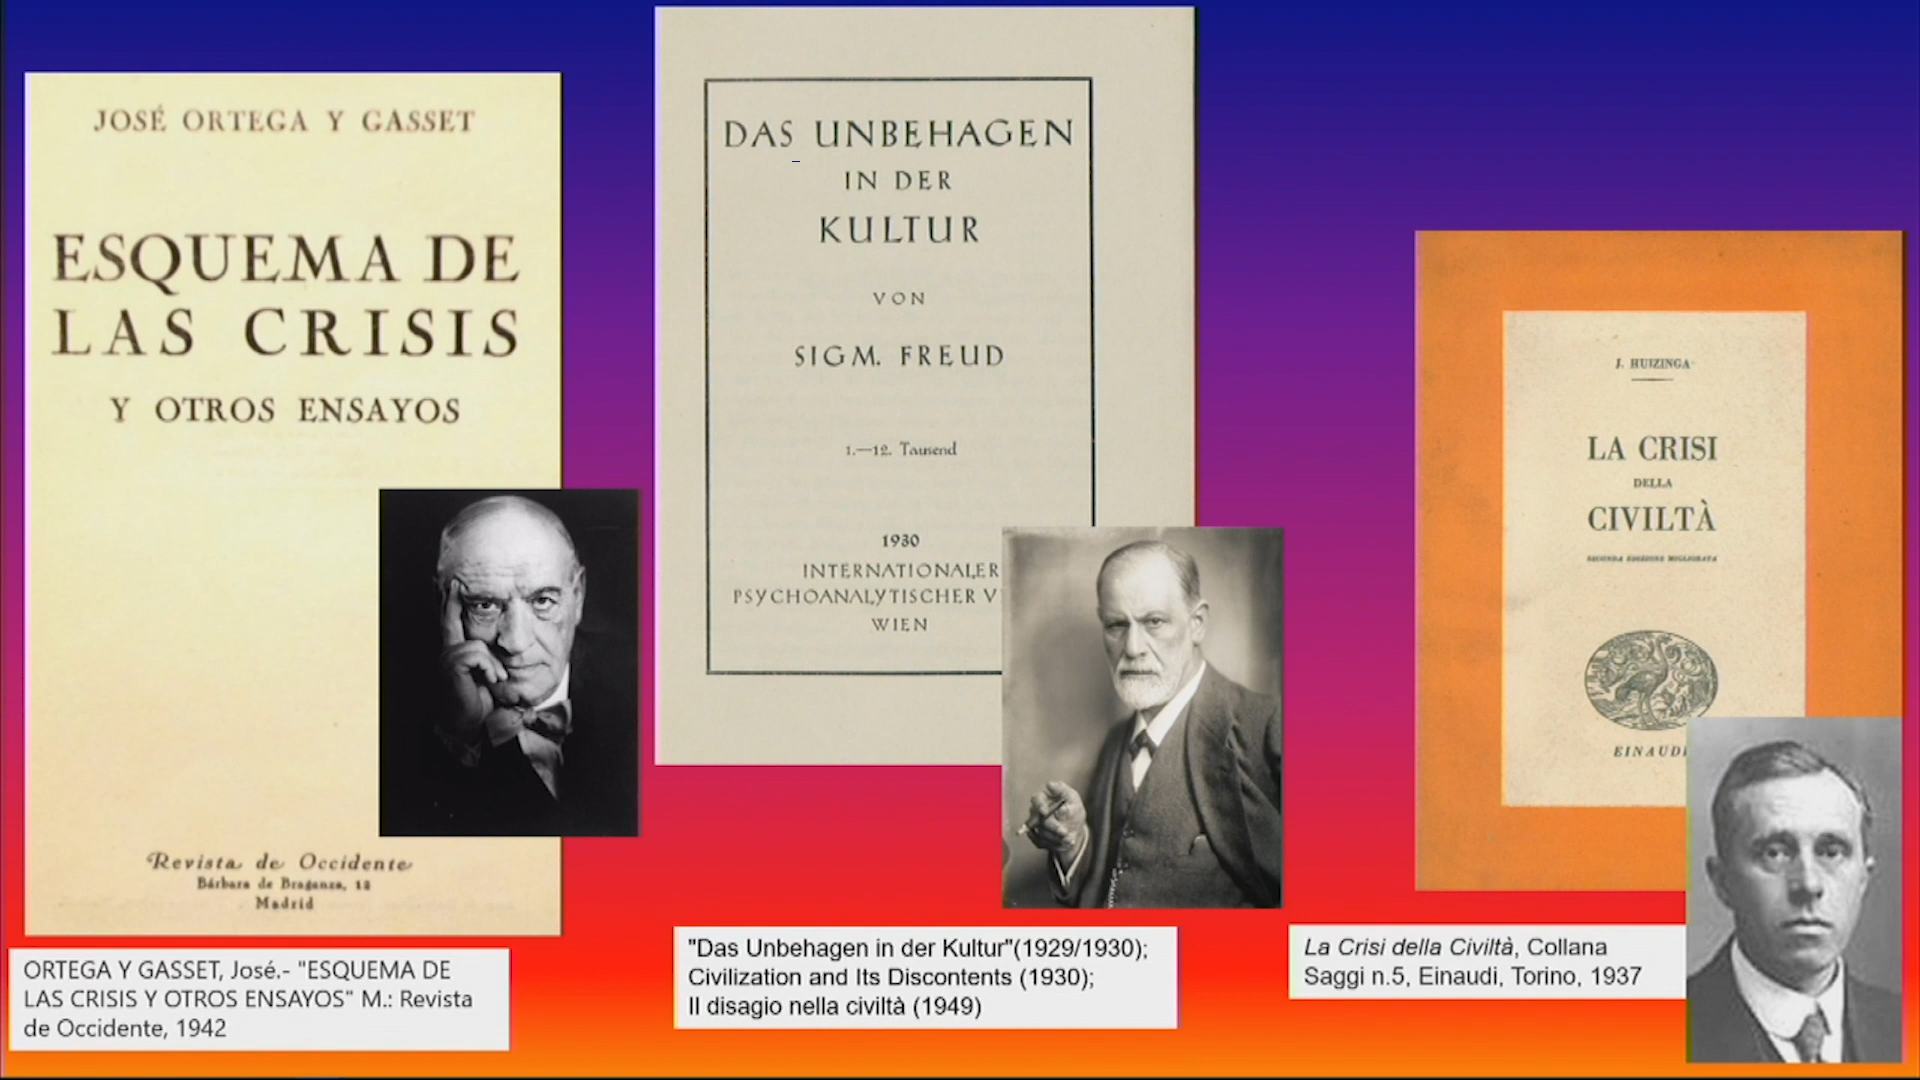 JOSÉ ORTEGA Y GASSET
ESQUEMA DE
LAS CRISIS
Y OTROS ENSAYOS
Revista de Occidente
Bárbara de Braganza, 12
Madrid
ORTEGA Y GASSET, José.- "ESQUEMA DE
LAS CRISIS Y OTROS ENSAYOS" M.: Revista
de Occidente, 1942
DAS UNBEHAGEN
IN DER
KULTUR
VON
SIGM. FREUD
1.—12. Tausend
1930
INTERNATIONALER
PSYCHOANALYTISCHER V
WIEN
"Das Unbehagen in der Kultur"(1929/1930);
Civilization and Its Discontents (1930);
Il disagio nella civiltà (1949)
J. HUIZINGA
LA CRISI
DELLA
CIVILTÀ
SECONDA EDIZIONE MIGLIORATA
EINAUDI
La Crisi della Civiltà, Collana
Saggi n.5, Einaudi, Torino, 1937